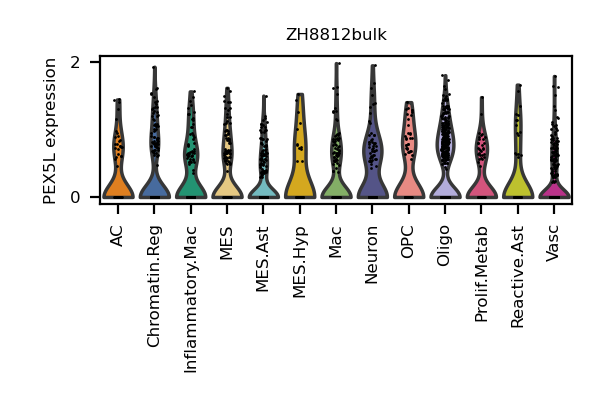 ZH8812bulk
PEX5L expression
2
0
AC
Chromatin.Reg
Inflammatory.Mac
MES
MES.Ast
MES.Hyp
Mac
Neuron
OPC
Oligo
Prolif.Metab
Reactive.Ast
Vasc